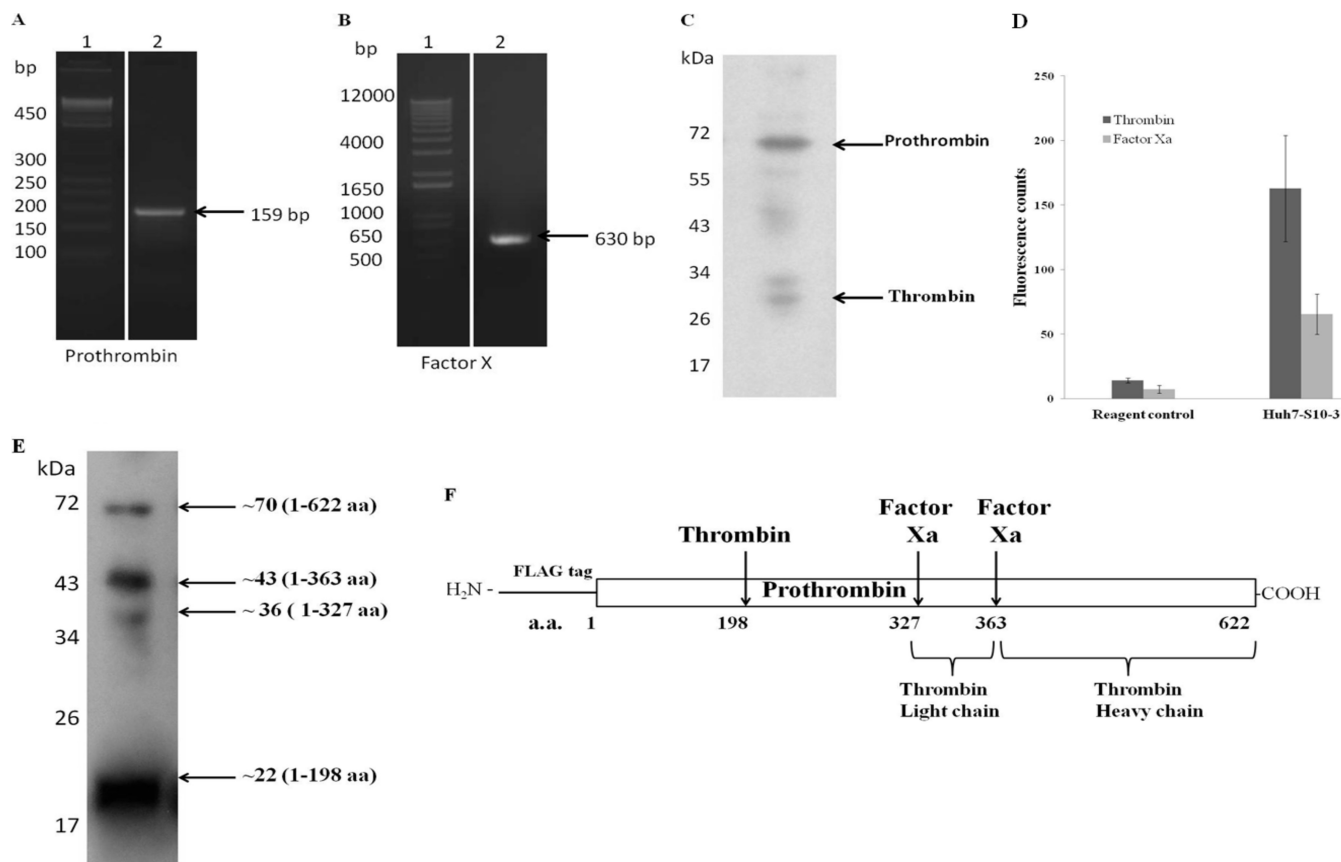 A
1 2
bp
450
300
250
200
150
100
159 bp
Prothrombin
B
bp
1 2
12000
4000
1650
1000
650
500
630 bp
Factor X
C
kDa
72
55
43
34
26
17
Prothrombin
Thrombin
D
250
200
150
100
50
0
Fluorescence counts
Thrombin
Factor Xa
Reagent control Huh7-S10-3
E
kDa
72
43
34
26
17
~70 (1-622 aa)
~43 (1-363 aa)
~ 36 ( 1-327 aa)
~22 (1-198 aa)
F
Thrombin
Factor
Xa
Factor
Xa
FLAG tag
H₂N -
Prothrombin
-COOH
a.a. 1 198 327 363 622
Thrombin
Light chain
Thrombin
Heavy chain